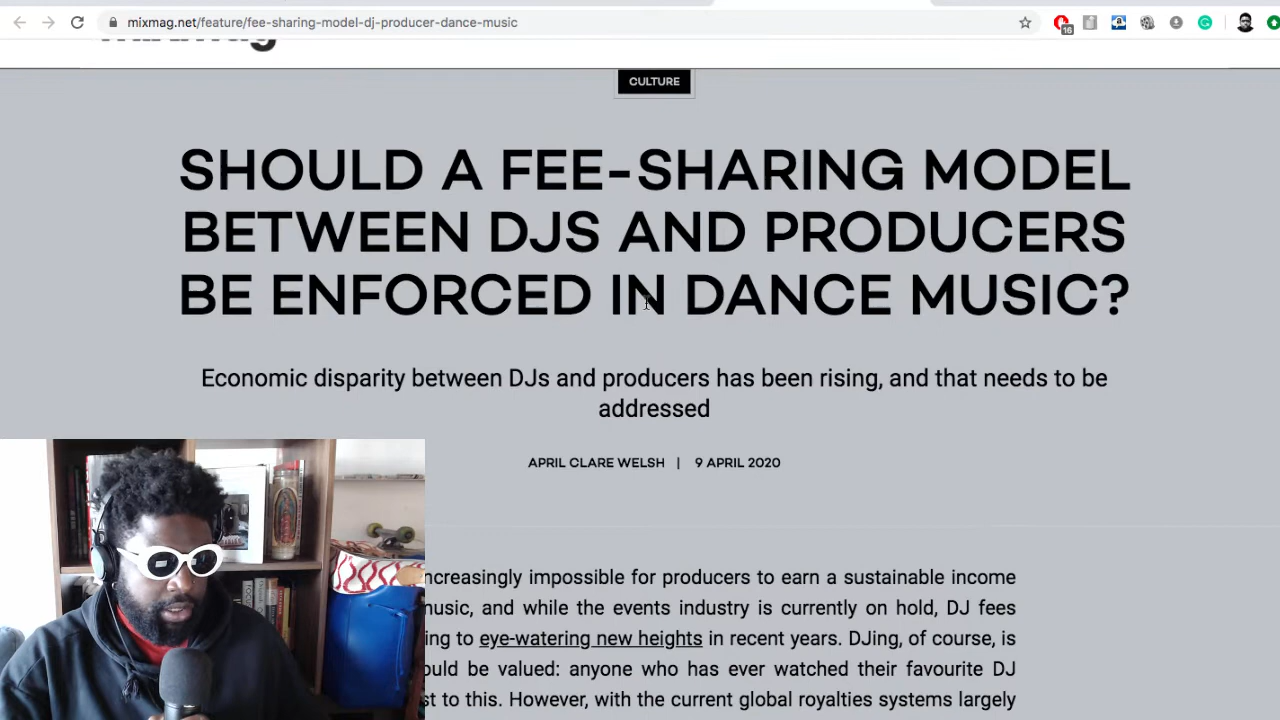 mixmag.net/feature/fee-sharing-model-dj-producer-dance-music
16
CULTURE
SHOULD A FEE-SHARING MODEL
BETWEEN DJS AND PRODUCERS
BE ENFORCED IN DANCE MUSIC?
Economic disparity between DJs and producers has been rising, and that needs to be
addressed
APRIL CLARE WELSH | 9 APRIL 2020
ncreasingly impossible for producers to earn a sustainable income
music, and while the events industry is currently on hold, DJ fees
ing to eye-watering new heights in recent years. DJing, of course, is
ould be valued: anyone who has ever watched their favourite DJ
st to this. However, with the current global royalties systems largely